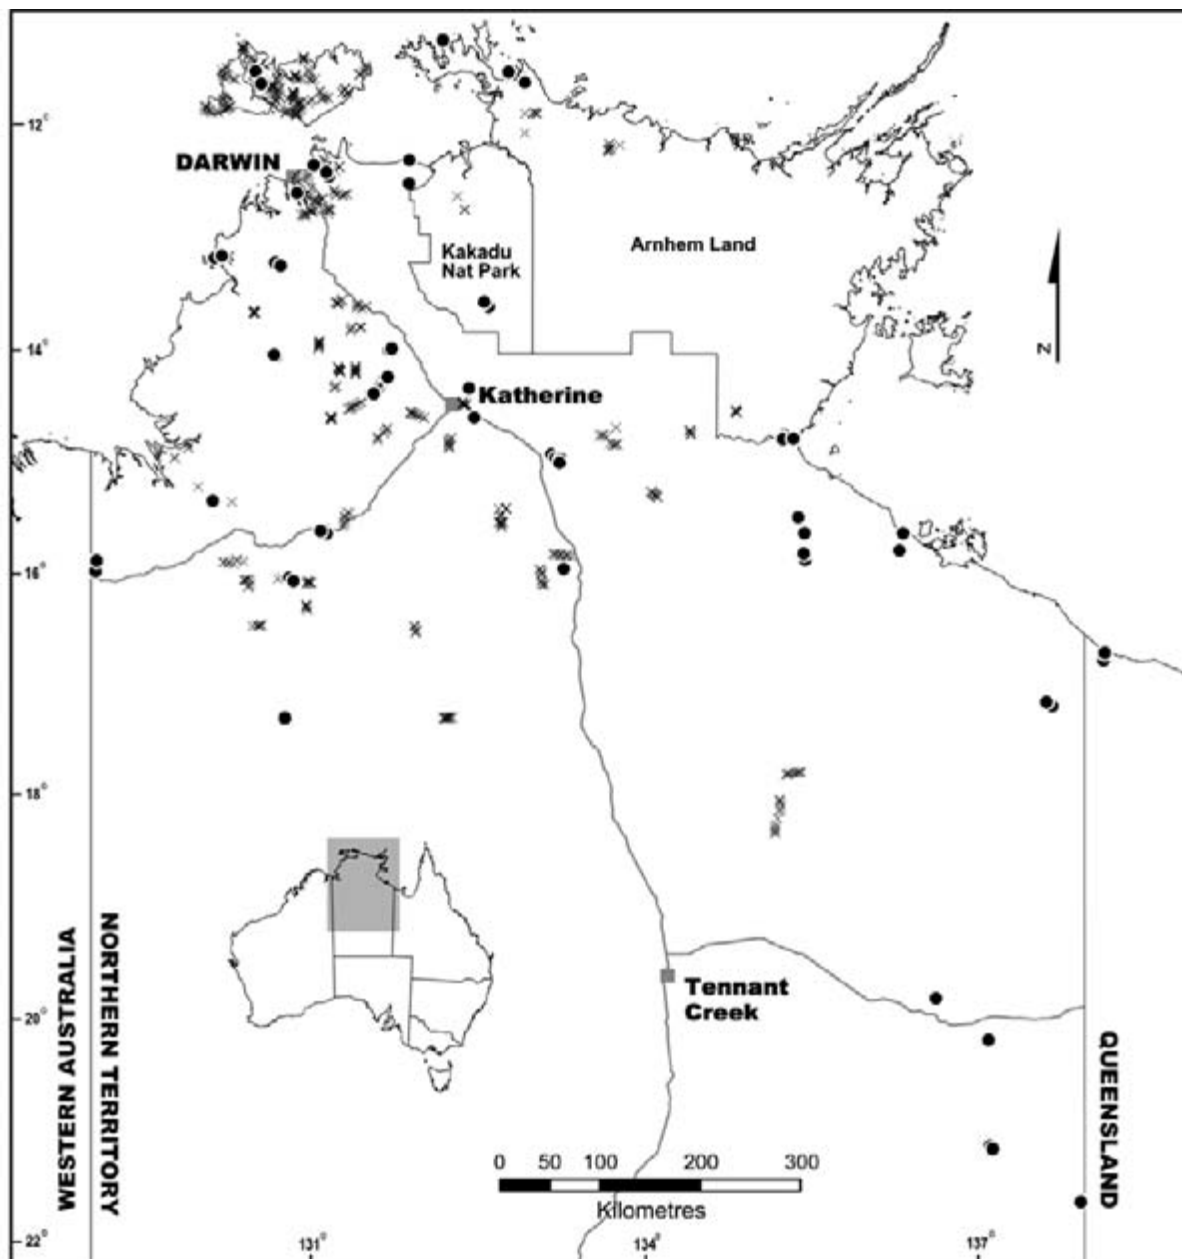 12°
DARWIN
Kakadu
Nat Park
Arnhem Land
N
14°
Katherine
16°
18°
WESTERN AUSTRALIA
NORTHERN TERRITORY
Tennant
Creek
QUEENSLAND
20°
0 50 100 200 300
Kilometres
22°
131° 134° 137°